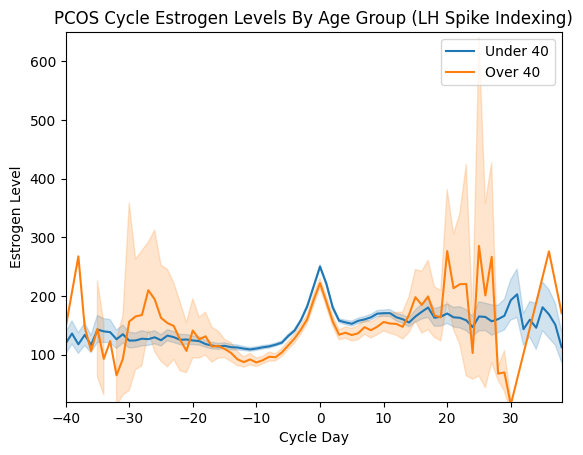 PCOS Cycle Estrogen Levels By Age Group (LH Spike Indexing)
Under 40
Over 40
600
500
400
300
200
100
Estrogen Level
−40
−30
−20
−10
0
10
20
30
Cycle Day